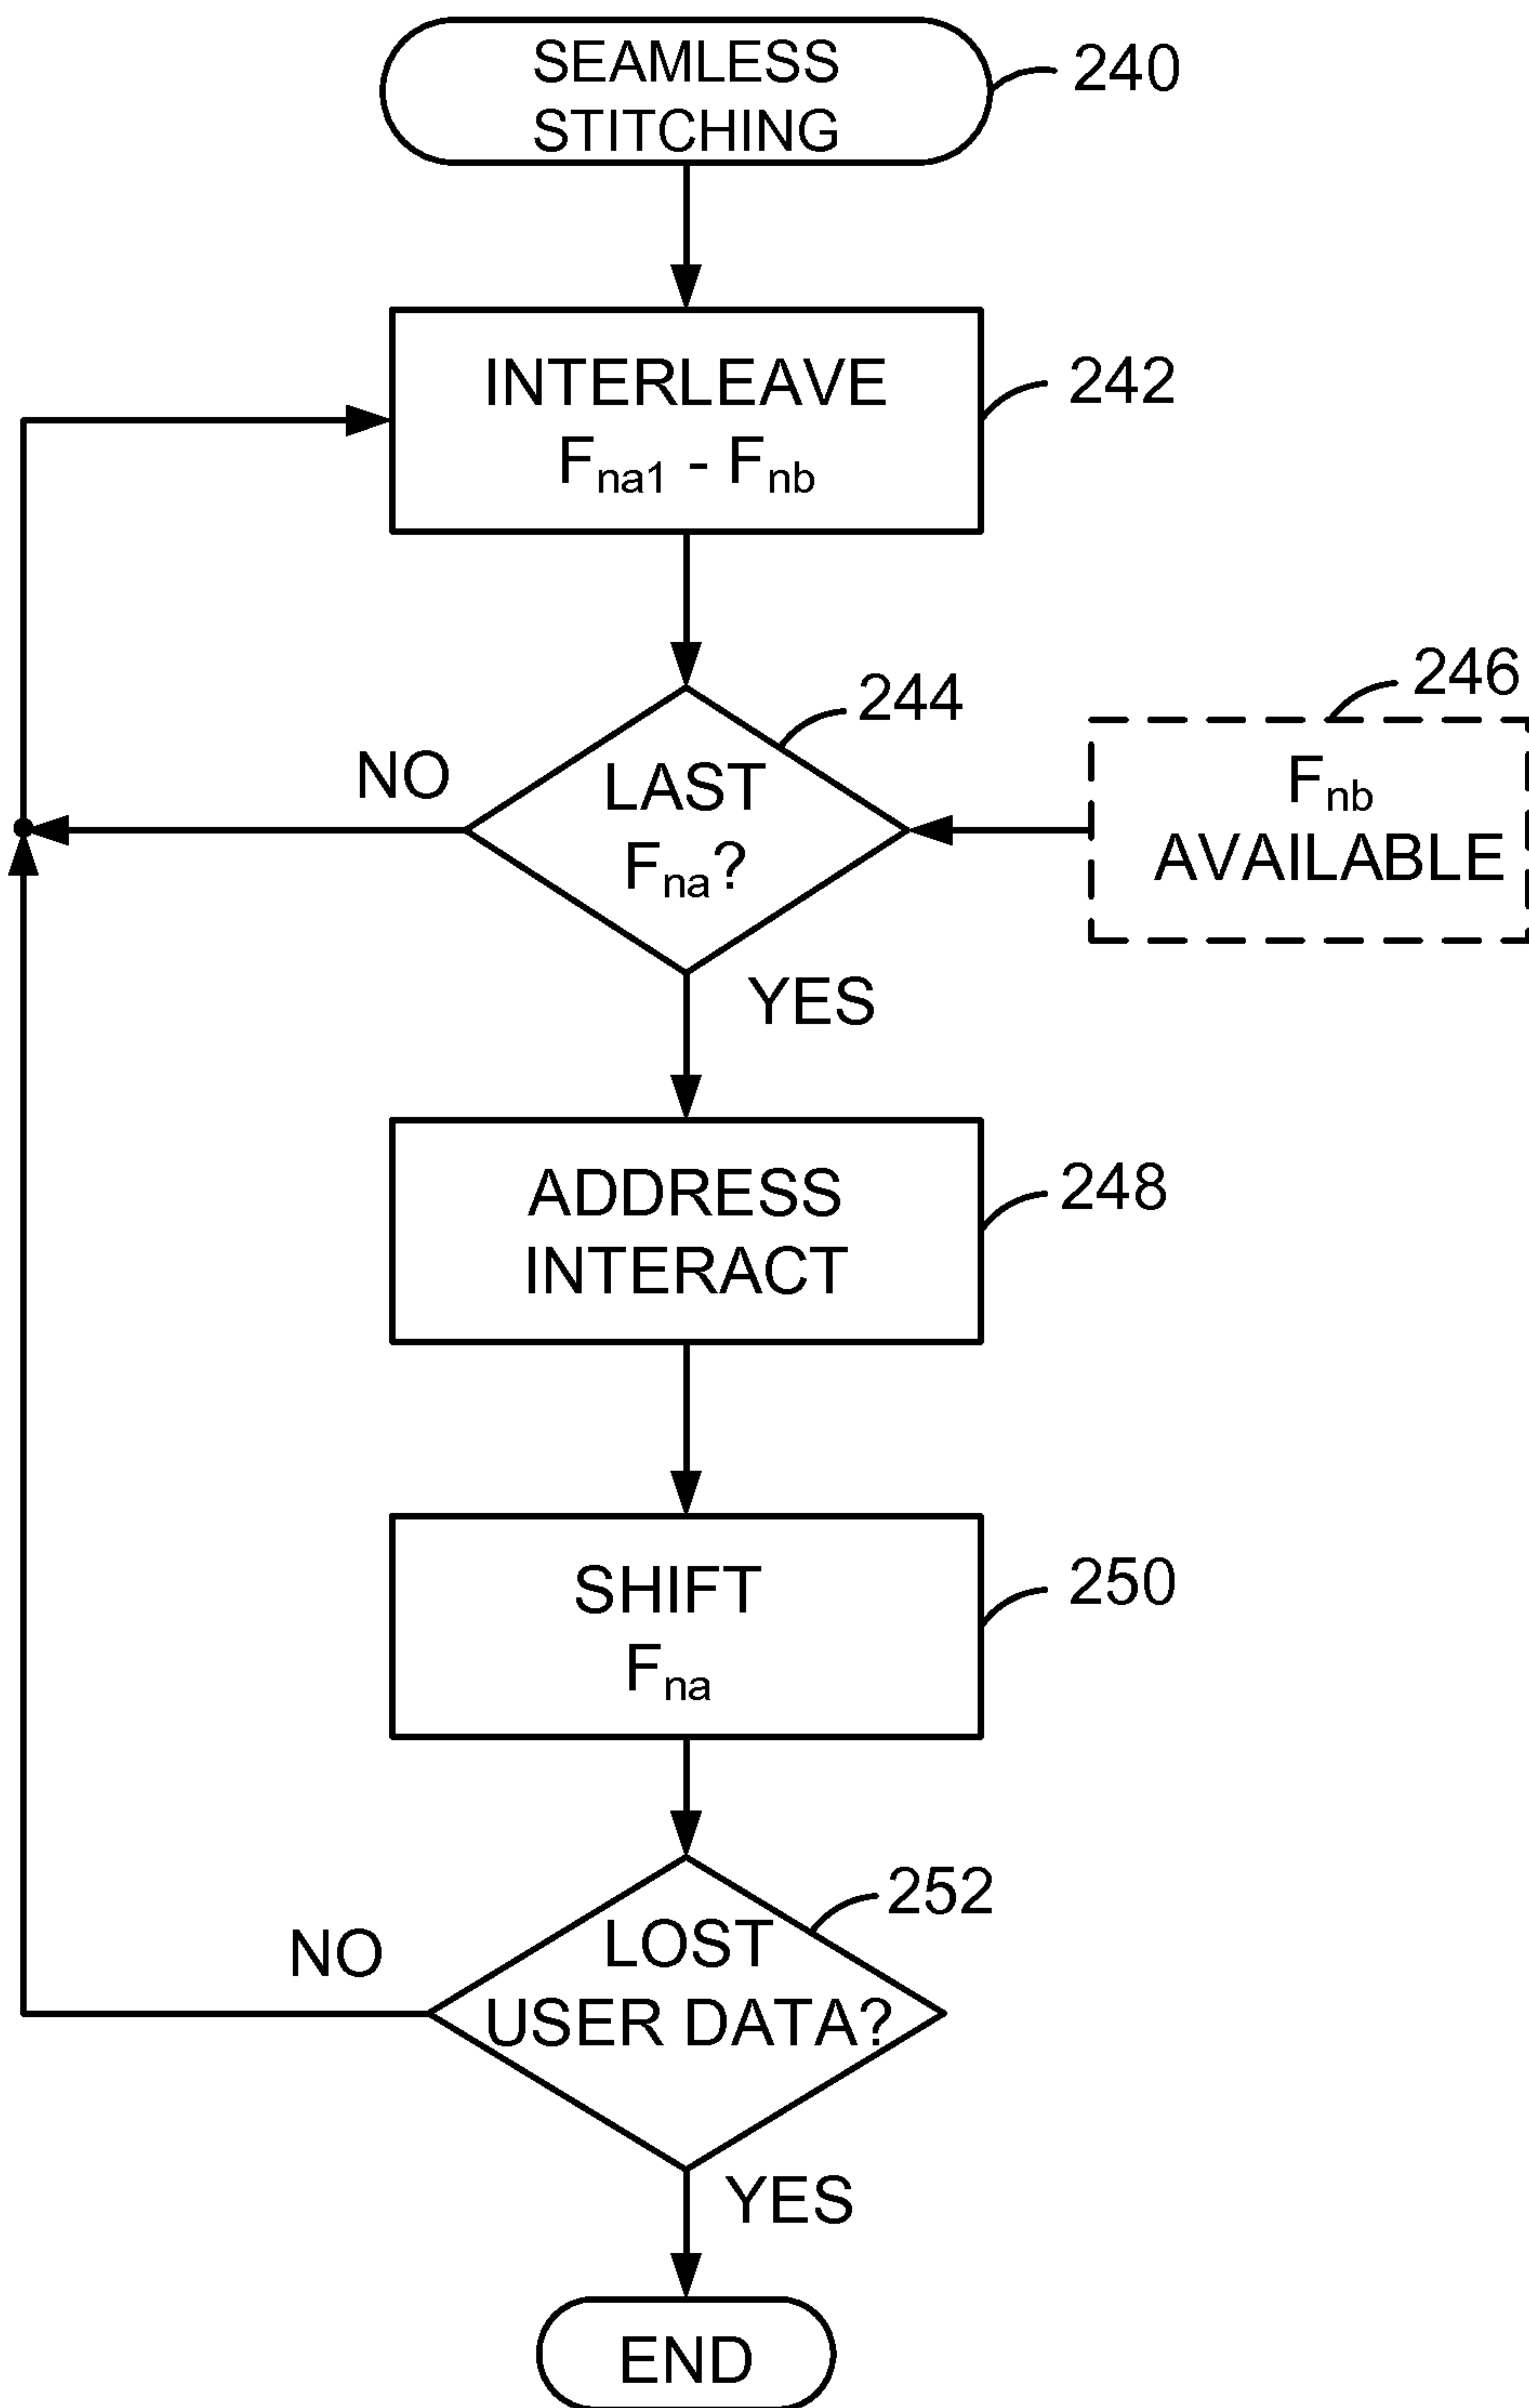 SEAMLESS
STITCHING
240
INTERLEAVE
Fna1 - Fnb
242
244
LAST
Fna?
NO
246
Fnb
AVAILABLE
YES
ADDRESS
INTERACT
248
SHIFT
Fna
250
252
LOST
USER DATA?
NO
YES
END